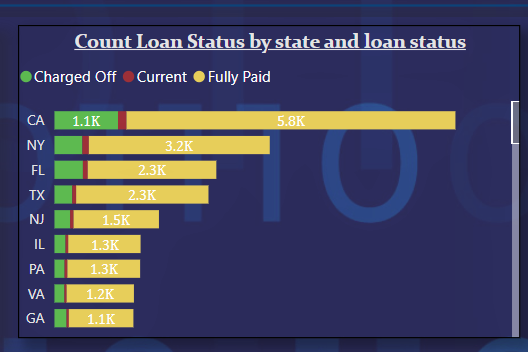 Count Loan Status by state and loan status
Charged Off Current Fully Paid
CA 1.1K 5.8K
NY 3.2K
FL 2.3K
TX 2.3K
NJ 1.5K
IL 1.3K
PA 1.3K
VA 1.2K
GA 1.1K